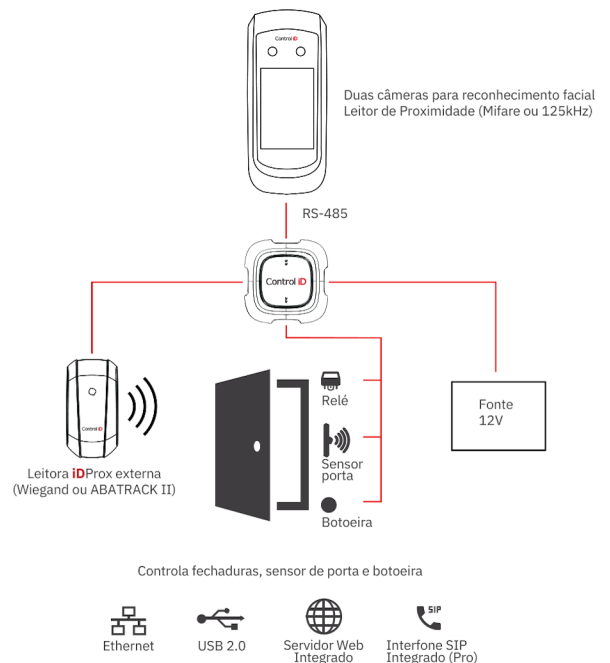 Control iD
Duas câmeras para reconhecimento facial
Leitor de Proximidade (Mifare ou 125kHz)
RS-485
Control iD
Control iD
Relé
Sensor
porta
Botoeira
Fonte
12V
Leitora iDProx externa
(Wiegand ou ABATRACK II)
Controla fechaduras, sensor de porta e botoeira
SIP
Ethernet
USB 2.0
Servidor Web
Integrado
Interfone SIP
Integrado (Pro)